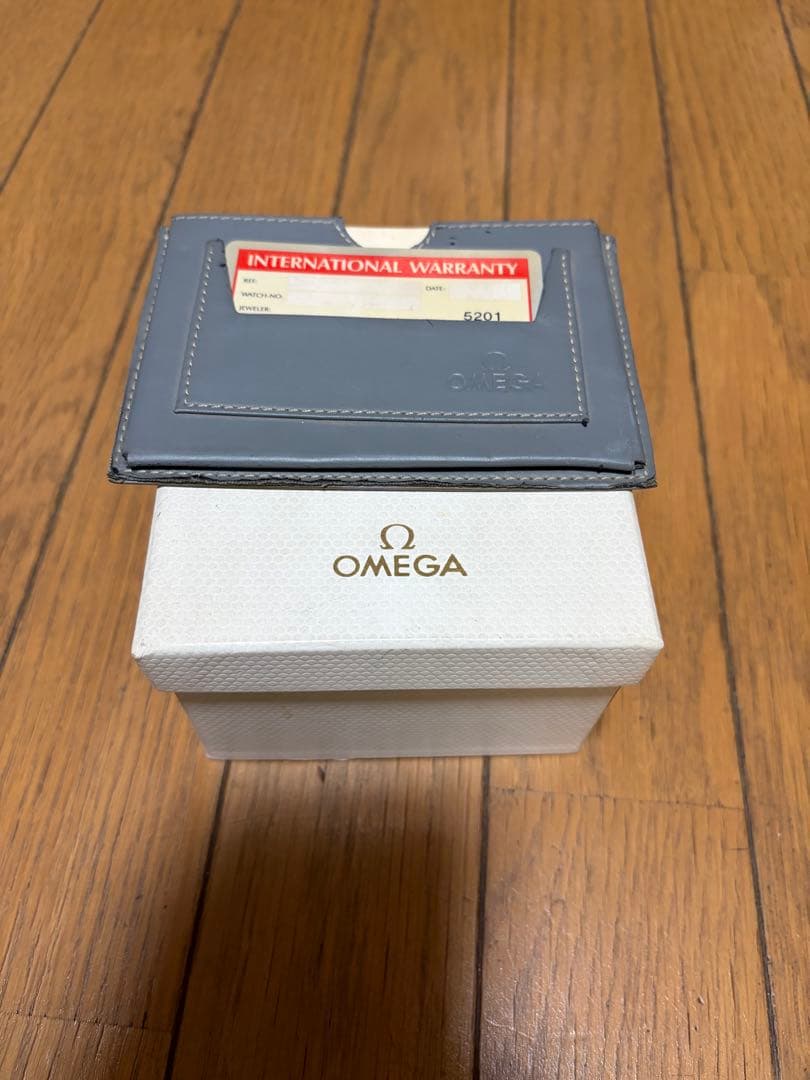 INTERNATIONAL WARRANTY
REF:
DATE:
WATCH-NO.
JEWELER:
5201
Ω
OMEGA
Ω
OMEGA